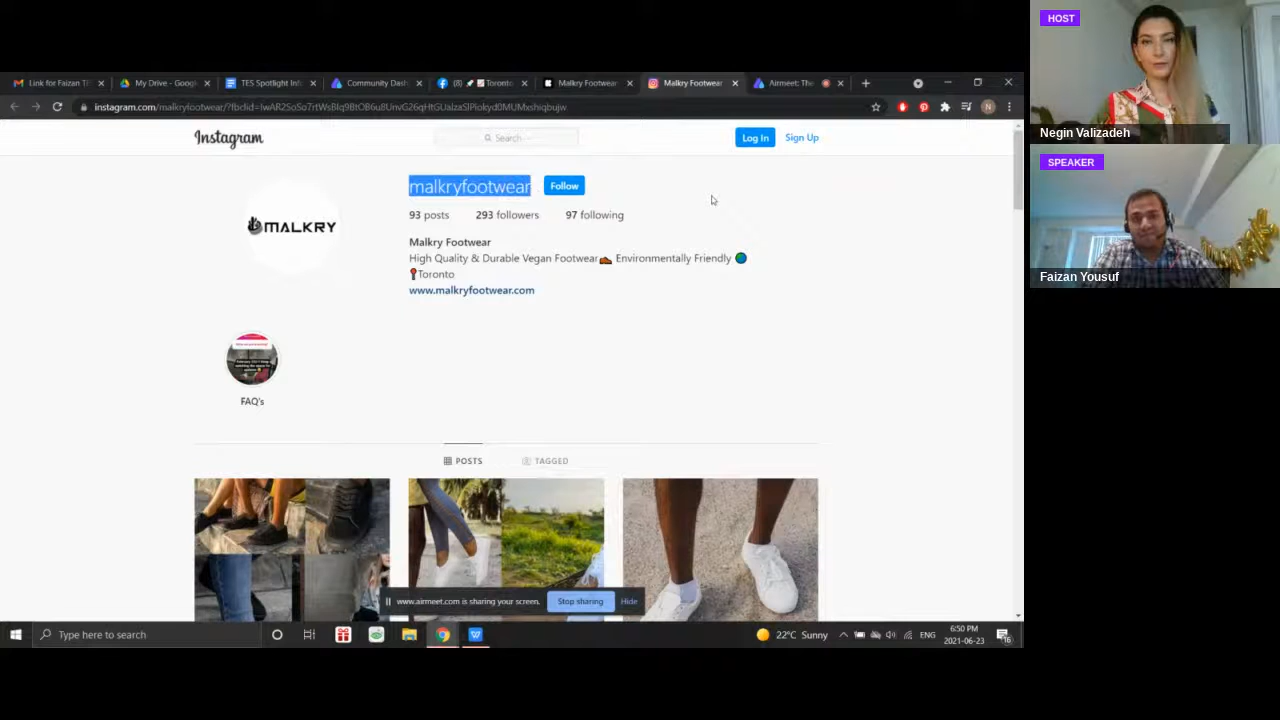 Link for Faizan TE
My Drive - Googl
TES Spotlight Info
Community Dash
(8) 📌 📈 Toronto
Malkry Footwear
Malkry Footwear
Airmeet: The
instagram.com
Instagram
Search
Log In
Sign Up
MALKRY
malkryfootwear
Follow
93 posts
293 followers
97 following
Malkry Footwear
High Quality & Durable Vegan Footwear🥾 Environmentally Friendly 🌍
📍Toronto
www.malkryfootwear.com
FAQ's
POSTS
TAGGED
www.airmeet.com is sharing your screen.
Stop sharing
Hide
Type here to search
22°C Sunny
ENG
6:50 PM
2021-06-23
HOST
Negin Valizadeh
SPEAKER
Faizan Yousuf